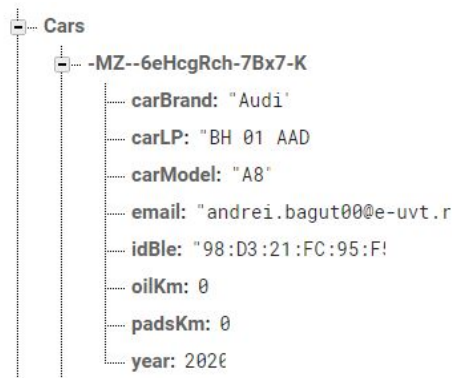 Cars
-MZ--6eHcgRch-7Bx7-K
carBrand: "Audi"
carLP: "BH 01 AAD
carModel: "A8"
email: "andrei.bagut00@e-uvt.r
idBle: "98:D3:21:FC:95:F
oilKm: 0
padsKm: 0
year: 2020